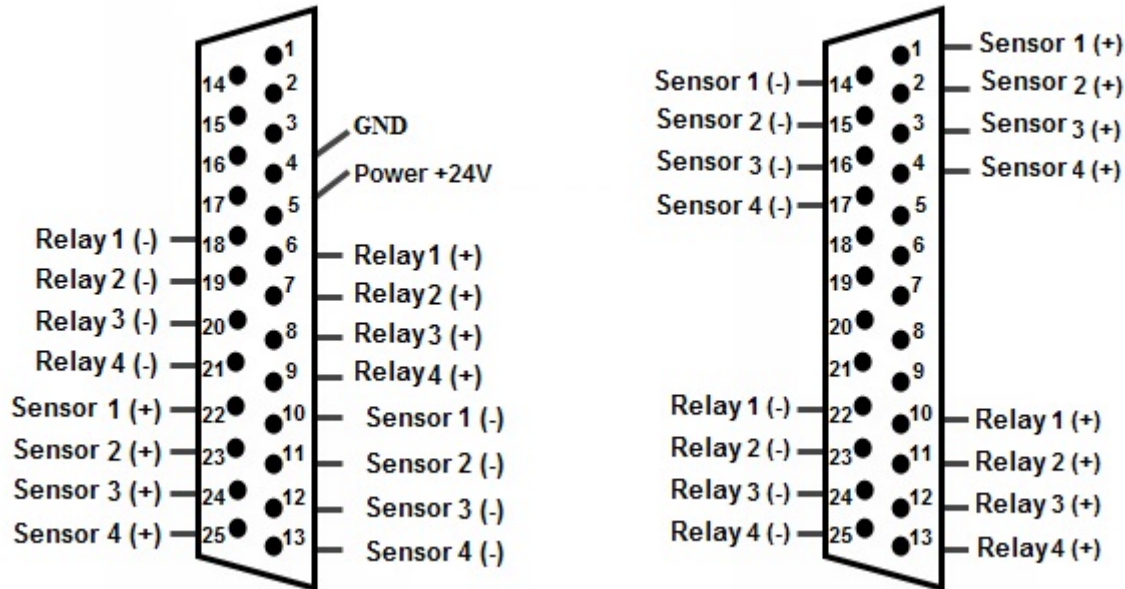 1
14
2
15
3
GND
16
4
Power +24V
17
5
Relay 1 (-)
18
6
Relay 1 (+)
Relay 2 (-)
19
7
Relay 2 (+)
Relay 3 (-)
20
8
Relay 3 (+)
Relay 4 (-)
21
9
Relay 4 (+)
Sensor 1 (+)
22
10
Sensor 1 (-)
Sensor 2 (+)
23
11
Sensor 2 (-)
Sensor 3 (+)
24
12
Sensor 3 (-)
Sensor 4 (+)
25
13
Sensor 4 (-)
1
Sensor 1 (+)
Sensor 1 (-)
14
2
Sensor 2 (+)
Sensor 2 (-)
15
3
Sensor 3 (+)
Sensor 3 (-)
16
4
Sensor 4 (+)
Sensor 4 (-)
17
5
18
6
19
7
20
8
21
9
Relay 1 (-)
22
10
Relay 1 (+)
Relay 2 (-)
23
11
Relay 2 (+)
Relay 3 (-)
24
12
Relay 3 (+)
Relay 4 (-)
25
13
Relay 4 (+)